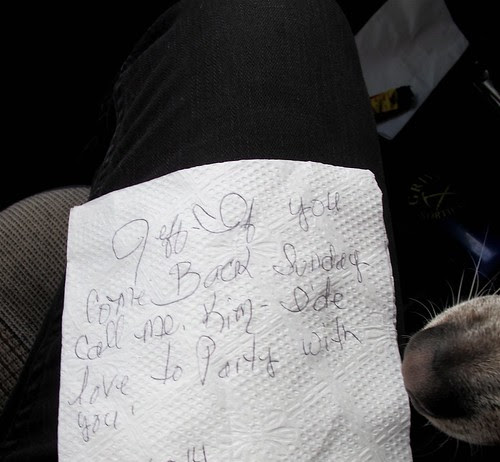 Jeff - If you
Come Back Sunday
Call me. Kim - I'de
love to Party with
you!